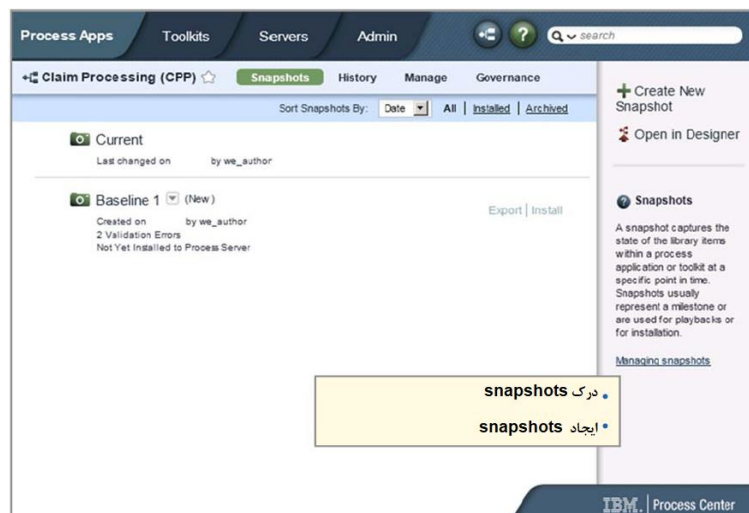 Process Apps Toolkits Servers Admin search
Claim Processing (CPP) Snapshots History Manage Governance
Sort Snapshots By: Date All | Installed | Archived
Current
Last changed on by we_author
Baseline 1 (New)
Created on by we_author
2 Validation Errors
Not Yet Installed to Process Server
Export | Install
Create New
Snapshot
Open in Designer
Snapshots
A snapshot captures the
state of the library items
within a process
application or toolkit at a
specific point in time.
Snapshots usually
represent a milestone or
are used for playbacks or
for installation.
Managing snapshots
• درک snapshots
• ایجاد snapshots
IBM. | Process Center